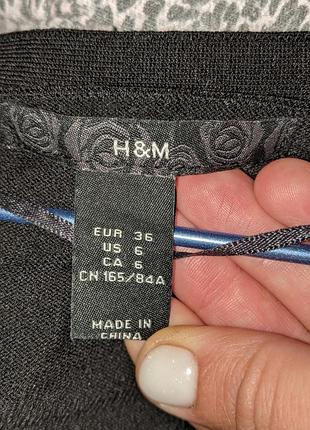 H&M
EUR 36
US 6
CA 6
CN 165/84A
MADE IN
CHINA